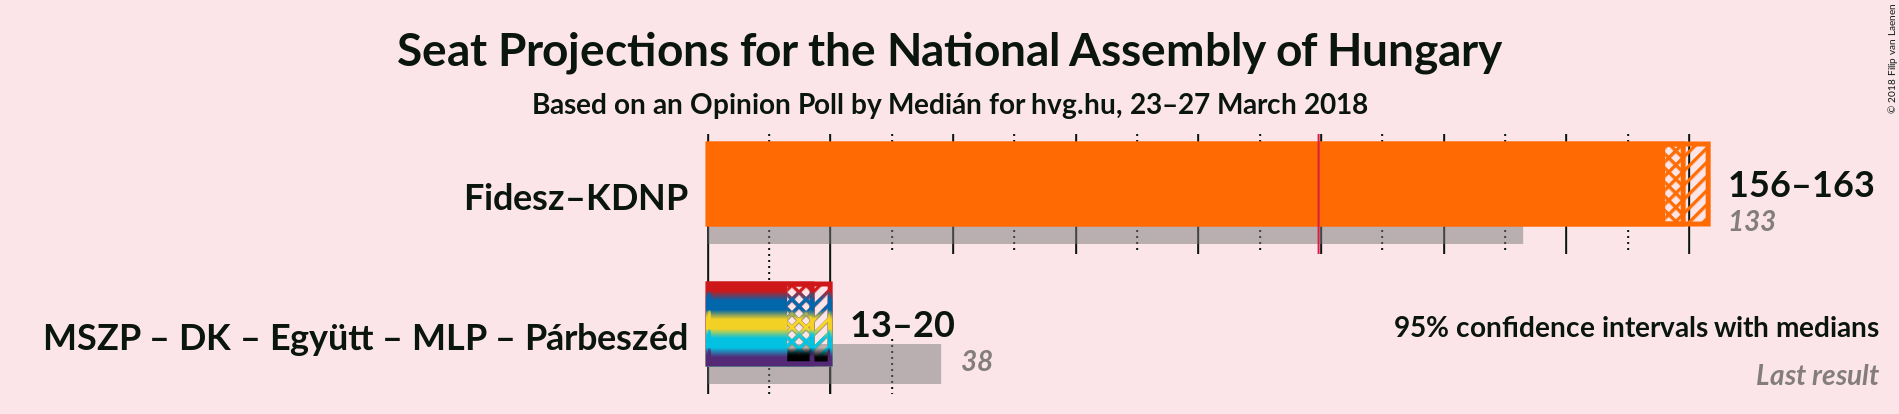 Seat Projections for the National Assembly of Hungary
Based on an Opinion Poll by Medián for hvg.hu, 23–27 March 2018
© 2018 Filip van Laenen
Fidesz–KDNP
156–163
133
MSZP – DK – Együtt – MLP – Párbeszéd
13–20
38
95% confidence intervals with medians
Last result